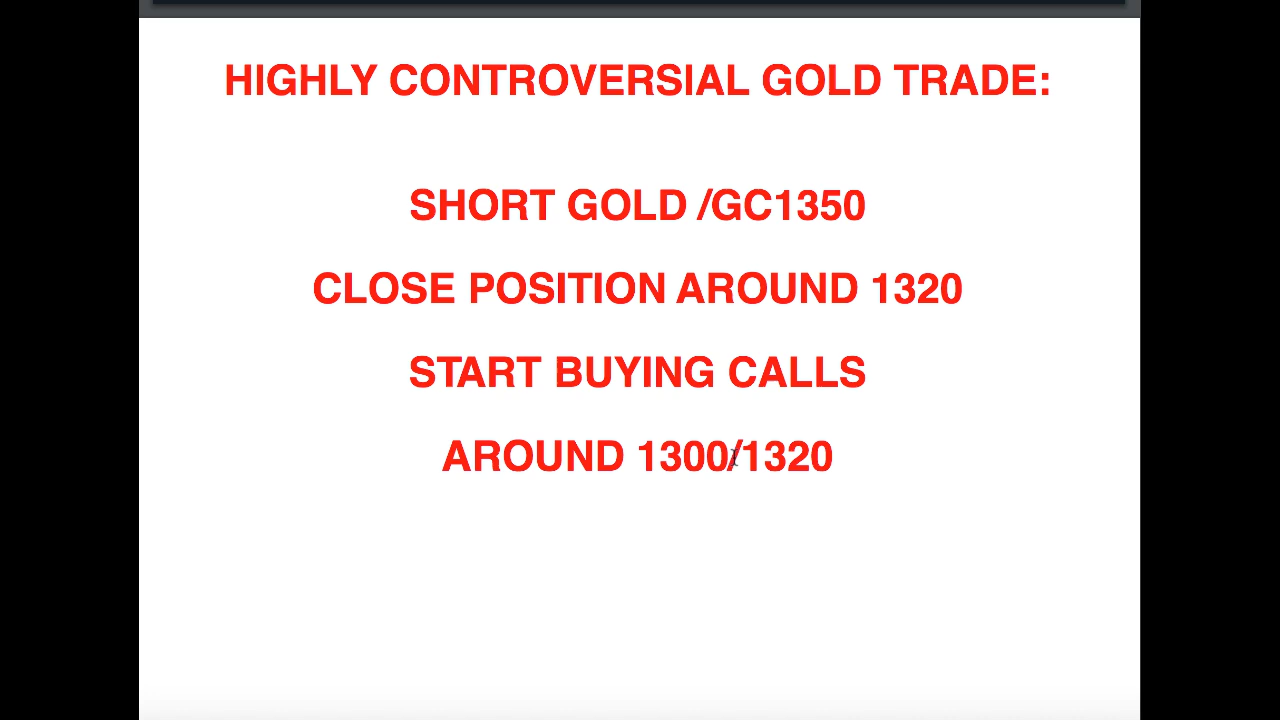 HIGHLY CONTROVERSIAL GOLD TRADE:
SHORT GOLD /GC1350
CLOSE POSITION AROUND 1320
START BUYING CALLS
AROUND 1300/1320